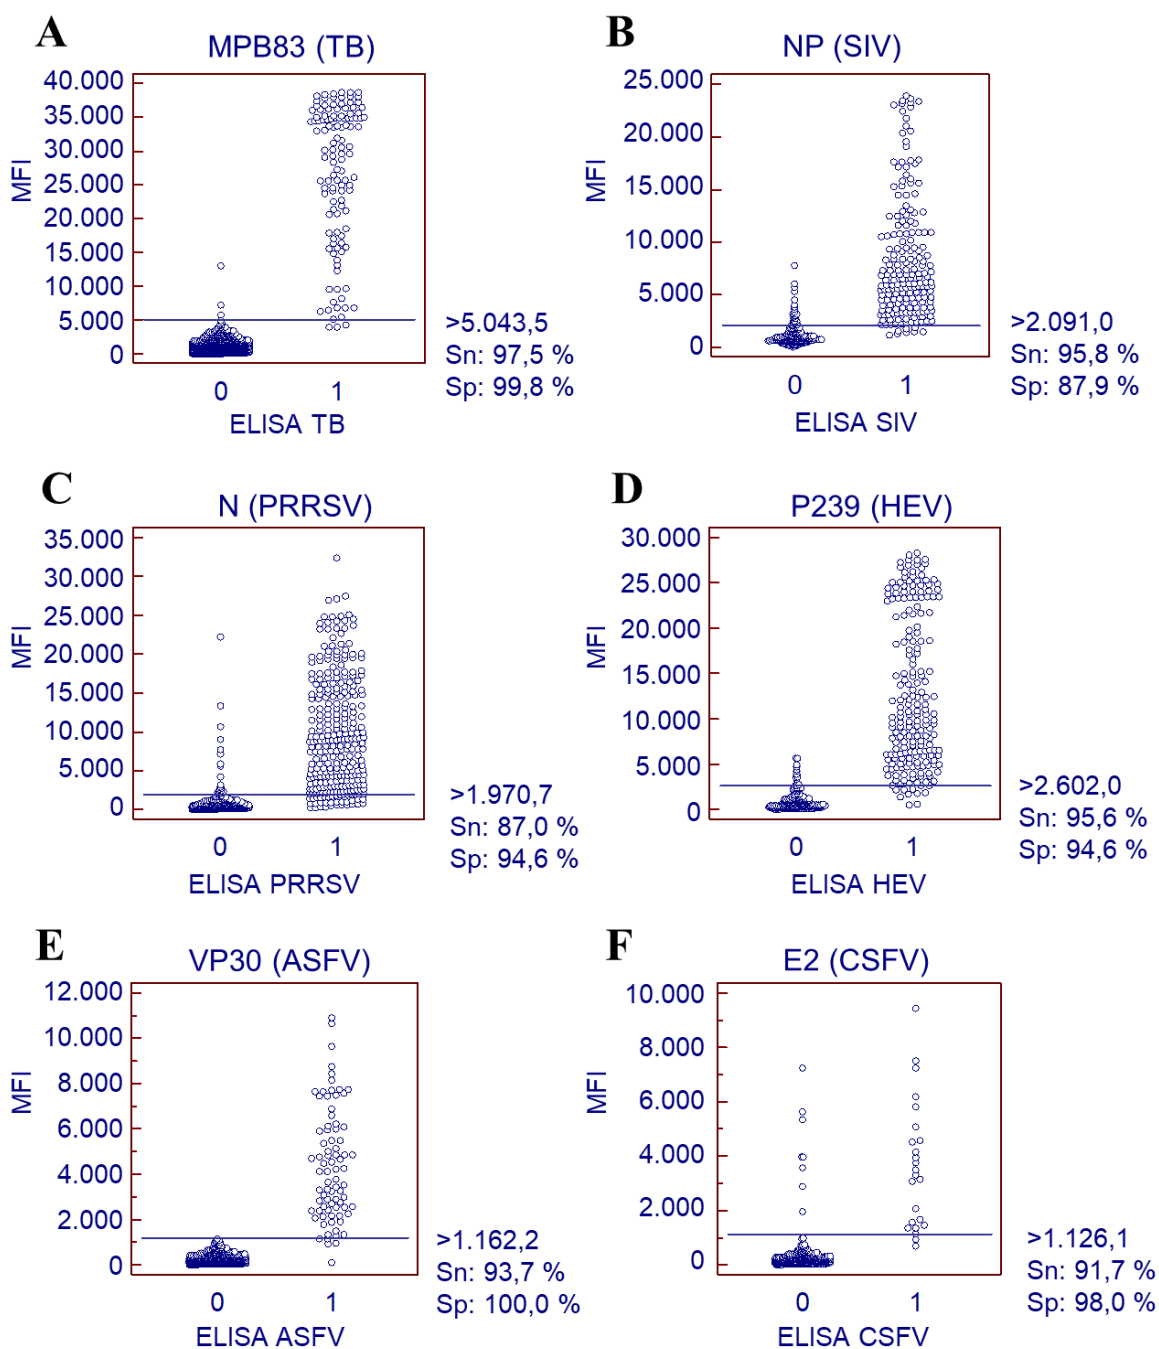 A
MPB83 (TB)
MFI
40.000
35.000
30.000
25.000
20.000
15.000
10.000
5.000
0
0 1
ELISA TB
>5.043,5
Sn: 97,5 %
Sp: 99,8 %
B
NP (SIV)
MFI
25.000
20.000
15.000
10.000
5.000
0
0 1
ELISA SIV
>2.091,0
Sn: 95,8 %
Sp: 87,9 %
C
N (PRRSV)
MFI
35.000
30.000
25.000
20.000
15.000
10.000
5.000
0
0 1
ELISA PRRSV
>1.970,7
Sn: 87,0 %
Sp: 94,6 %
D
P239 (HEV)
MFI
30.000
25.000
20.000
15.000
10.000
5.000
0
0 1
ELISA HEV
>2.602,0
Sn: 95,6 %
Sp: 94,6 %
E
VP30 (ASFV)
MFI
12.000
10.000
8.000
6.000
4.000
2.000
0
0 1
ELISA ASFV
>1.162,2
Sn: 93,7 %
Sp: 100,0 %
F
E2 (CSFV)
MFI
10.000
8.000
6.000
4.000
2.000
0
0 1
ELISA CSFV
>1.126,1
Sn: 91,7 %
Sp: 98,0 %